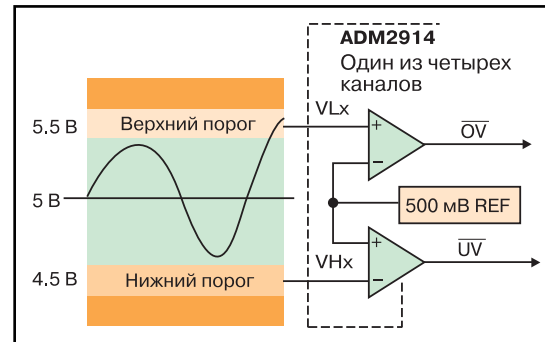 ADM2914
Один из четырех
каналов
5.5 В
Верхний порог
VLx
+
−
OV
5 В
500 мВ REF
4.5 В
Нижний порог
VHx
+
−
UV